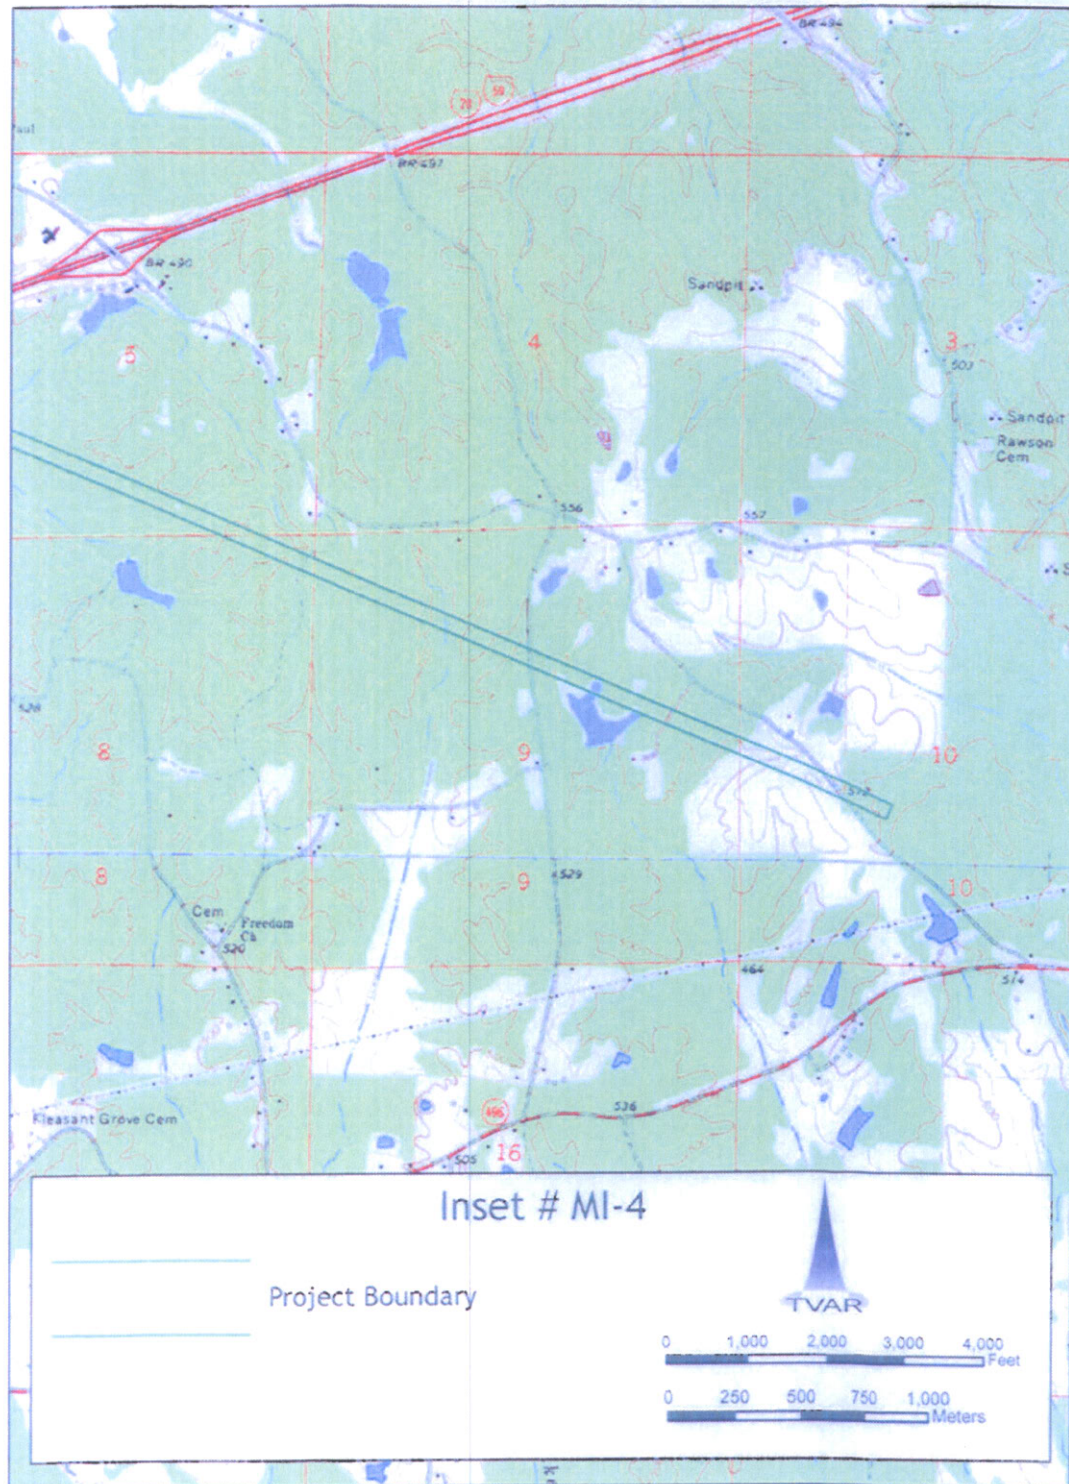 BR 494
20 59
BR 497
BR 490
Sandpit
5
4
3
503
Sandpit
Rawson
Cem
556
557
S
528
8
9
10
572
8
9
529
10
Cem
Freedom
Ch
520
464
574
Pleasant Grove Cem
496
536
505
16
Inset # MI-4
Project Boundary
TVAR
0 1,000 2,000 3,000 4,000
Feet
0 250 500 750 1,000
Meters